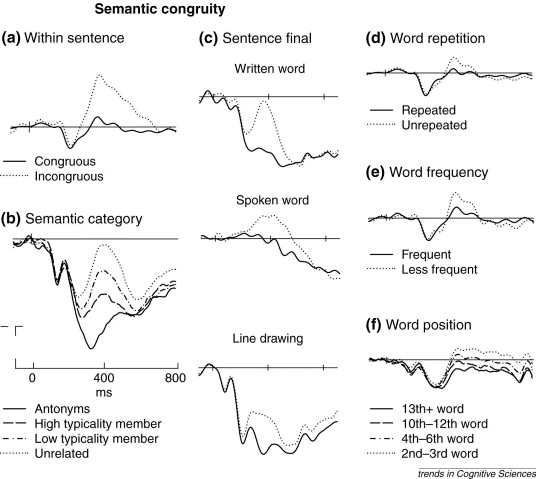 Semantic congruity
(a) Within sentence
Congruous
Incongruous
(b) Semantic category
0 400 800
ms
Antonyms
High typicality member
Low typicality member
Unrelated
(c) Sentence final
Written word
Spoken word
Line drawing
(d) Word repetition
Repeated
Unrepeated
(e) Word frequency
Frequent
Less frequent
(f) Word position
13th+ word
10th–12th word
4th–6th word
2nd–3rd word
trends in Cognitive Sciences